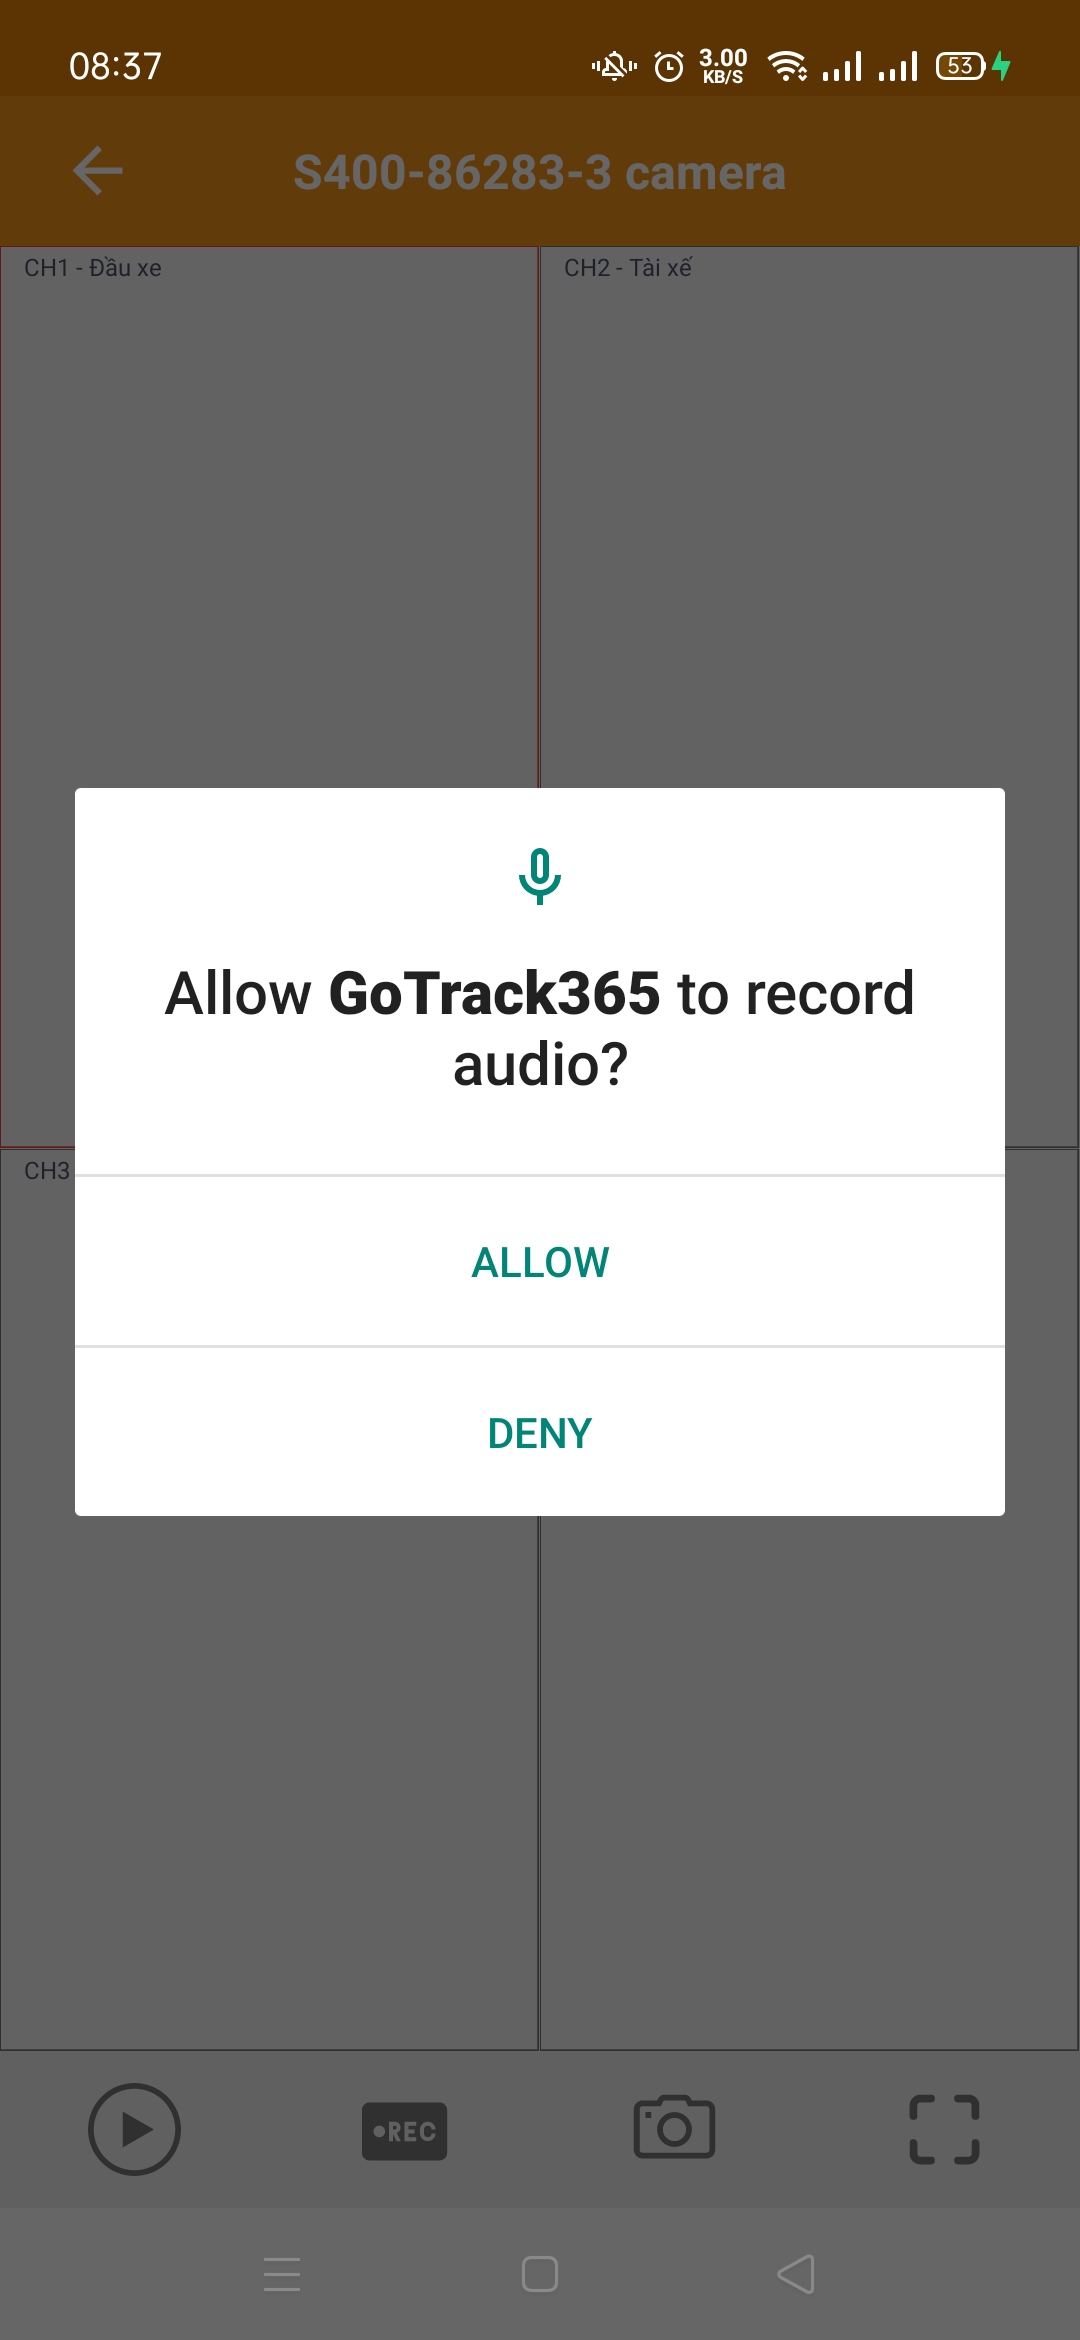 08:37
3.00
KB/S
53
S400-86283-3 camera
CH1 - Đầu xe
CH2 - Tài xế
Allow GoTrack365 to record
audio?
CH3
ALLOW
DENY
REC